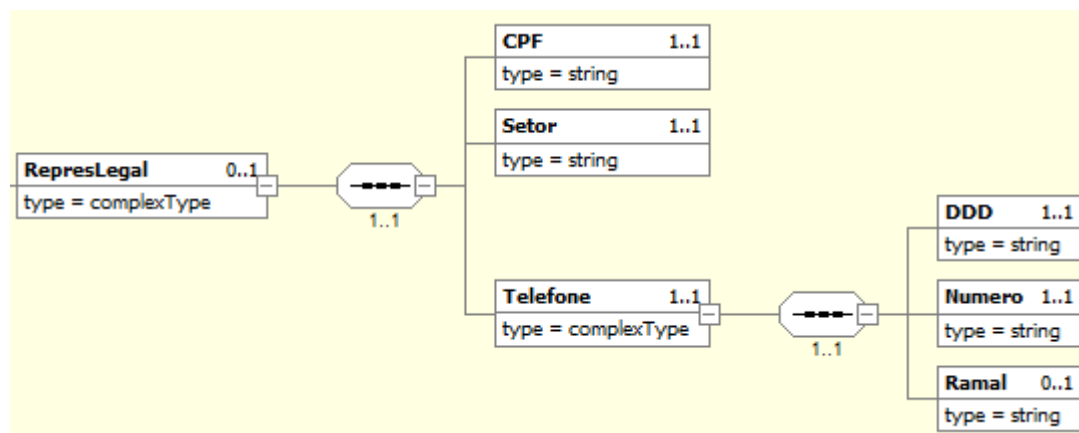 CPF 1..1
type = string
Setor 1..1
type = string
RepresLegal 0..1
type = complexType
1..1
Telefone 1..1
type = complexType
1..1
DDD 1..1
type = string
Numero 1..1
type = string
Ramal 0..1
type = string